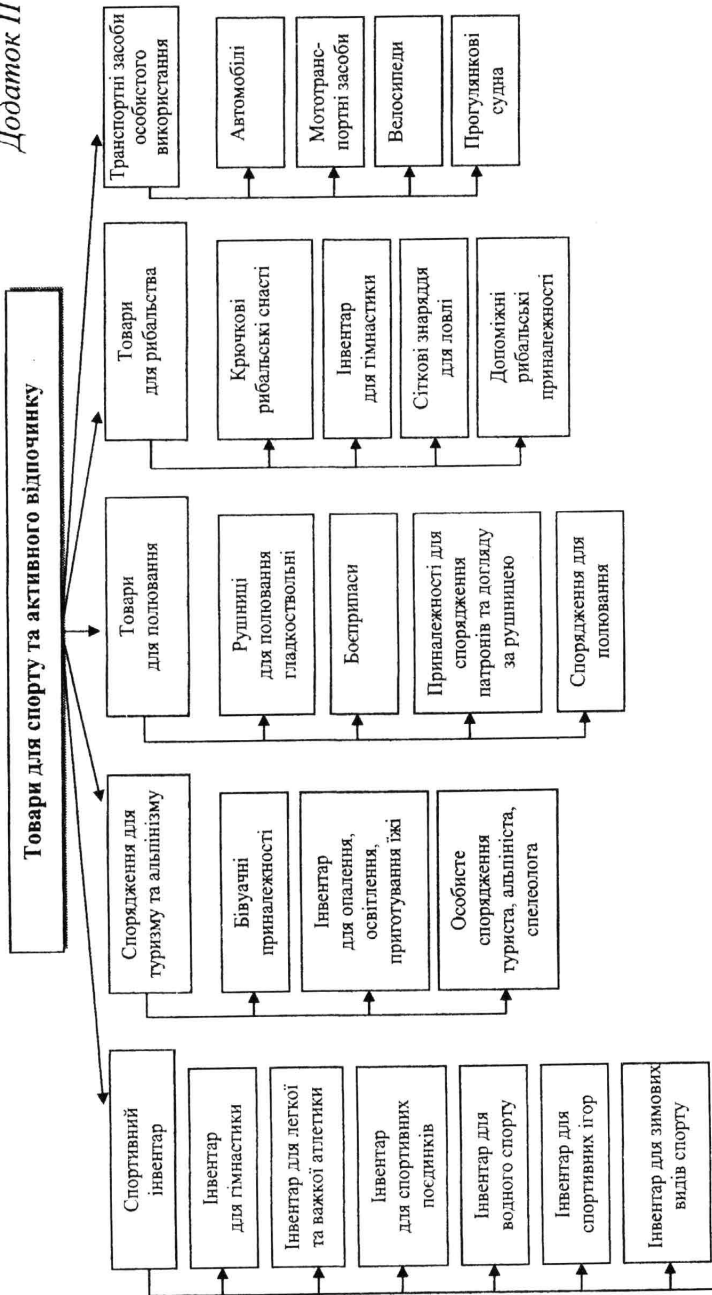 Додаток П
Товари для спорту та активного відпочинку
Спортивний
інвентар
Інвентар
для гімнастики
Інвентар для легкої
та важкої атлетики
Інвентар
для спортивних
поєдинків
Інвентар для
водного спорту
Інвентар для
спортивних ігор
Інвентар для зимових
видів спорту
Спорядження для
туризму та альпінізму
Бівуачні
приналежності
Інвентар
для опалення,
освітлення,
приготування їжі
Особисте
спорядження
туриста, альпініста,
спелеолога
Товари
для полювання
Рушниці
для полювання
гладкоствольні
Боєприпаси
Приналежності для
спорядження
патронів та догляду
за рушницею
Спорядження для
полювання
Товари
для рибальства
Крючкові
рибальські снасті
Інвентар
для гімнастики
Сіткові знаряддя
для ловлі
Допоміжні
рибальські
приналежності
Транспортні засоби
особистого
використання
Автомобілі
Мототранс-
портні засоби
Велосипеди
Прогулянкові
судна